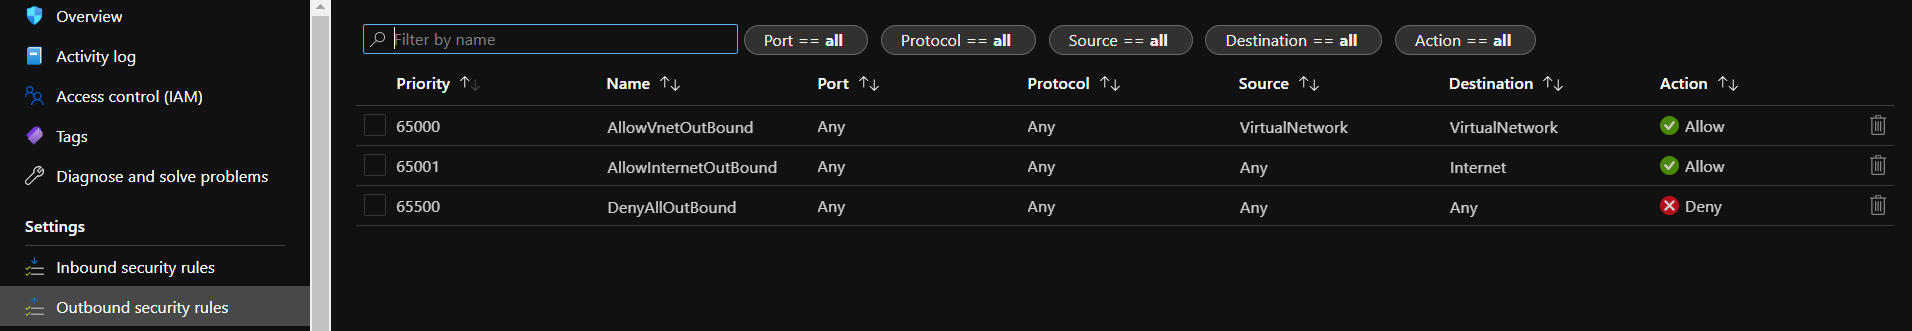 Overview
Activity log
Access control (IAM)
Tags
Diagnose and solve problems
Settings
Inbound security rules
Outbound security rules
Filter by name
Port == all Protocol == all Source == all Destination == all Action == all
Priority Name Port Protocol Source Destination Action
65000 AllowVnetOutBound Any Any VirtualNetwork VirtualNetwork Allow
65001 AllowInternetOutBound Any Any Any Internet Allow
65500 DenyAllOutBound Any Any Any Any Deny